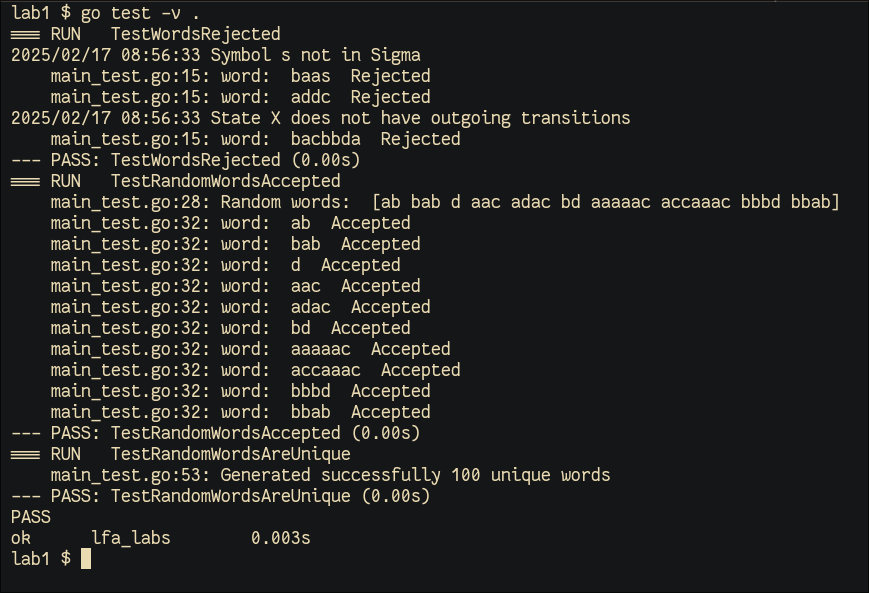 lab1 $ go test -v .
=== RUN   TestWordsRejected
2025/02/17 08:56:33 Symbol s not in Sigma
    main_test.go:15: word:  baas  Rejected
    main_test.go:15: word:  addc  Rejected
2025/02/17 08:56:33 State X does not have outgoing transitions
    main_test.go:15: word:  bacbbda  Rejected
--- PASS: TestWordsRejected (0.00s)
=== RUN   TestRandomWordsAccepted
    main_test.go:28: Random words:  [ab bab d aac adac bd aaaaac accaaac bbbd bbab]
    main_test.go:32: word:  ab  Accepted
    main_test.go:32: word:  bab  Accepted
    main_test.go:32: word:  d  Accepted
    main_test.go:32: word:  aac  Accepted
    main_test.go:32: word:  adac  Accepted
    main_test.go:32: word:  bd  Accepted
    main_test.go:32: word:  aaaaac  Accepted
    main_test.go:32: word:  accaaac  Accepted
    main_test.go:32: word:  bbbd  Accepted
    main_test.go:32: word:  bbab  Accepted
--- PASS: TestRandomWordsAccepted (0.00s)
=== RUN   TestRandomWordsAreUnique
    main_test.go:53: Generated successfully 100 unique words
--- PASS: TestRandomWordsAreUnique (0.00s)
PASS
ok      lfa_labs        0.003s
lab1 $